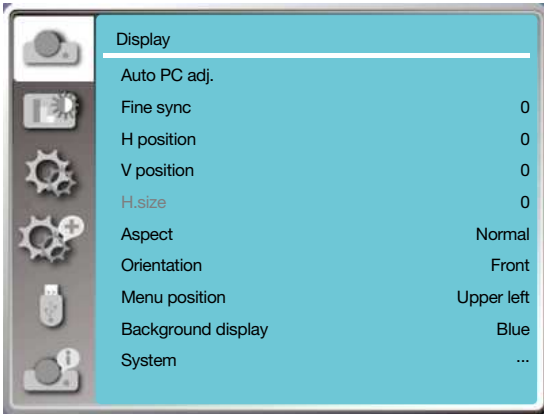 Display
Auto PC adj.
Fine sync 0
H position 0
V position 0
H.size 0
Aspect Normal
Orientation Front
Menu position Upper left
Background display Blue
System ...